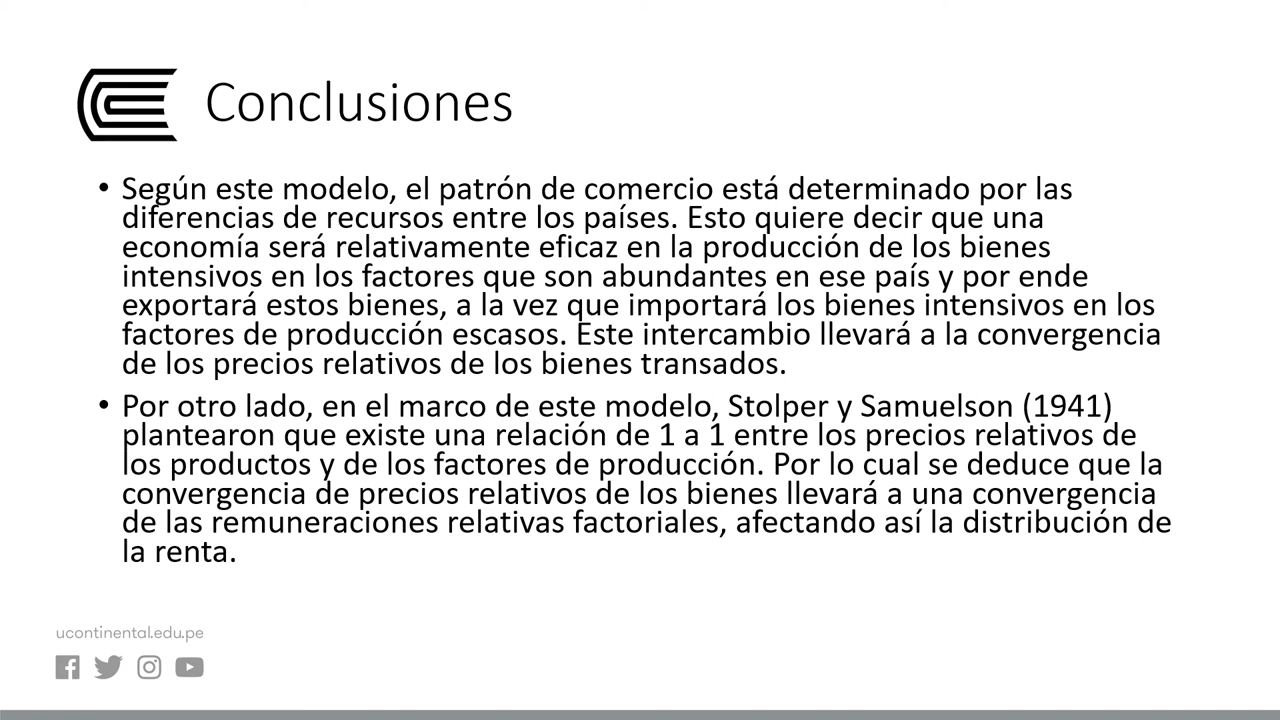 Conclusiones
• Según este modelo, el patrón de comercio está determinado por las
diferencias de recursos entre los países. Esto quiere decir que una
economía será relativamente eficaz en la producción de los bienes
intensivos en los factores que son abundantes en ese país y por ende
exportará estos bienes, a la vez que importará los bienes intensivos en los
factores de producción escasos. Este intercambio llevará a la convergencia
de los precios relativos de los bienes transados.
• Por otro lado, en el marco de este modelo, Stolper y Samuelson (1941)
plantearon que existe una relación de 1 a 1 entre los precios relativos de
los productos y de los factores de producción. Por lo cual se deduce que la
convergencia de precios relativos de los bienes llevará a una convergencia
de las remuneraciones relativas factoriales, afectando así la distribución de
la renta.
ucontinental.edu.pe